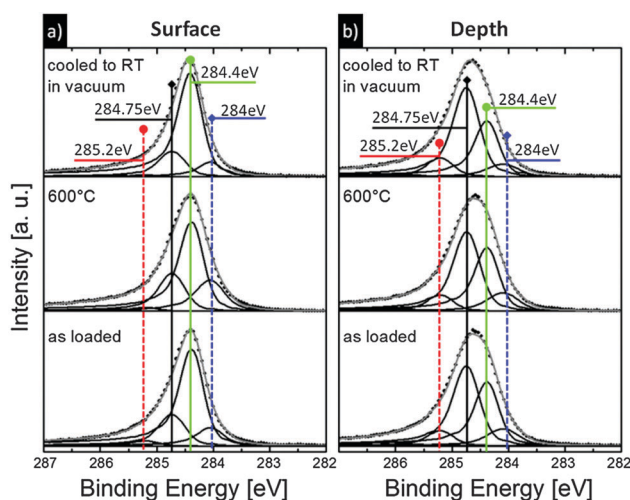 Surface
Depth
a)
cooled to RT
in vacuum
284.4eV
284.75eV
284eV
285.2eV
600°C
as loaded
b)
cooled to RT
in vacuum
284.4eV
284.75eV
284eV
285.2eV
600°C
as loaded
Intensity [a. u.]
287 286 285 284 283 282
286 285 284 283 282
Binding Energy [eV]
Binding Energy [eV]